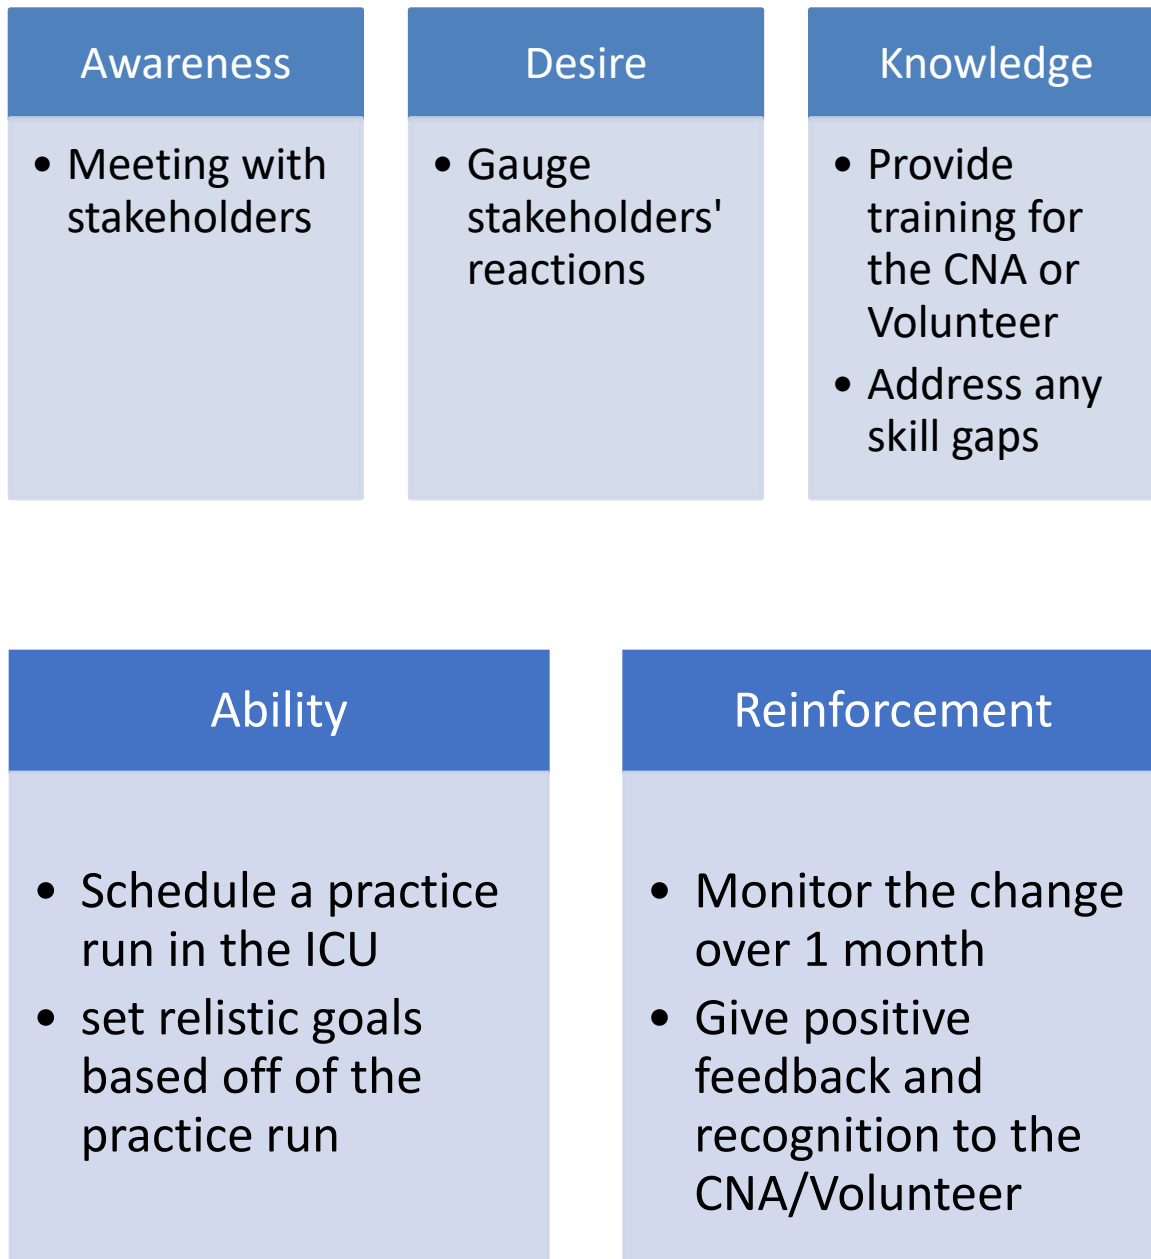 Awareness
• Meeting with
stakeholders
Desire
• Gauge
stakeholders'
reactions
Knowledge
• Provide
training for
the CNA or
Volunteer
• Address any
skill gaps
Ability
• Schedule a practice
run in the ICU
• set relistic goals
based off of the
practice run
Reinforcement
• Monitor the change
over 1 month
• Give positive
feedback and
recognition to the
CNA/Volunteer